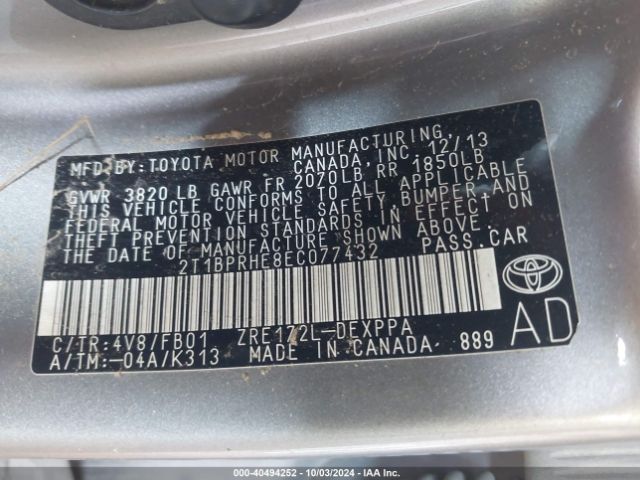 MFD.BY:TOYOTA MOTOR MANUFACTURING,
CANADA,INC. 12/13
GVWR 3820 LB GAWR FR 2070LB RR 1850LB
THIS VEHICLE CONFORMS TO ALL APPLICABLE
FEDERAL MOTOR VEHICLE SAFETY, BUMPER, AND
THEFT PREVENTION STANDARDS IN EFFECT ON
THE DATE OF MANUFACTURE SHOWN ABOVE.
2T1BPRHE8EC077432 PASS.CAR
C/TR:4V8/FB01 ZRE172L-DEXPPA
A/TM:-04A/K313 MADE IN CANADA 889
TOYOTA
AD
000-40494252 - 10/03/2024 - IAA Inc.